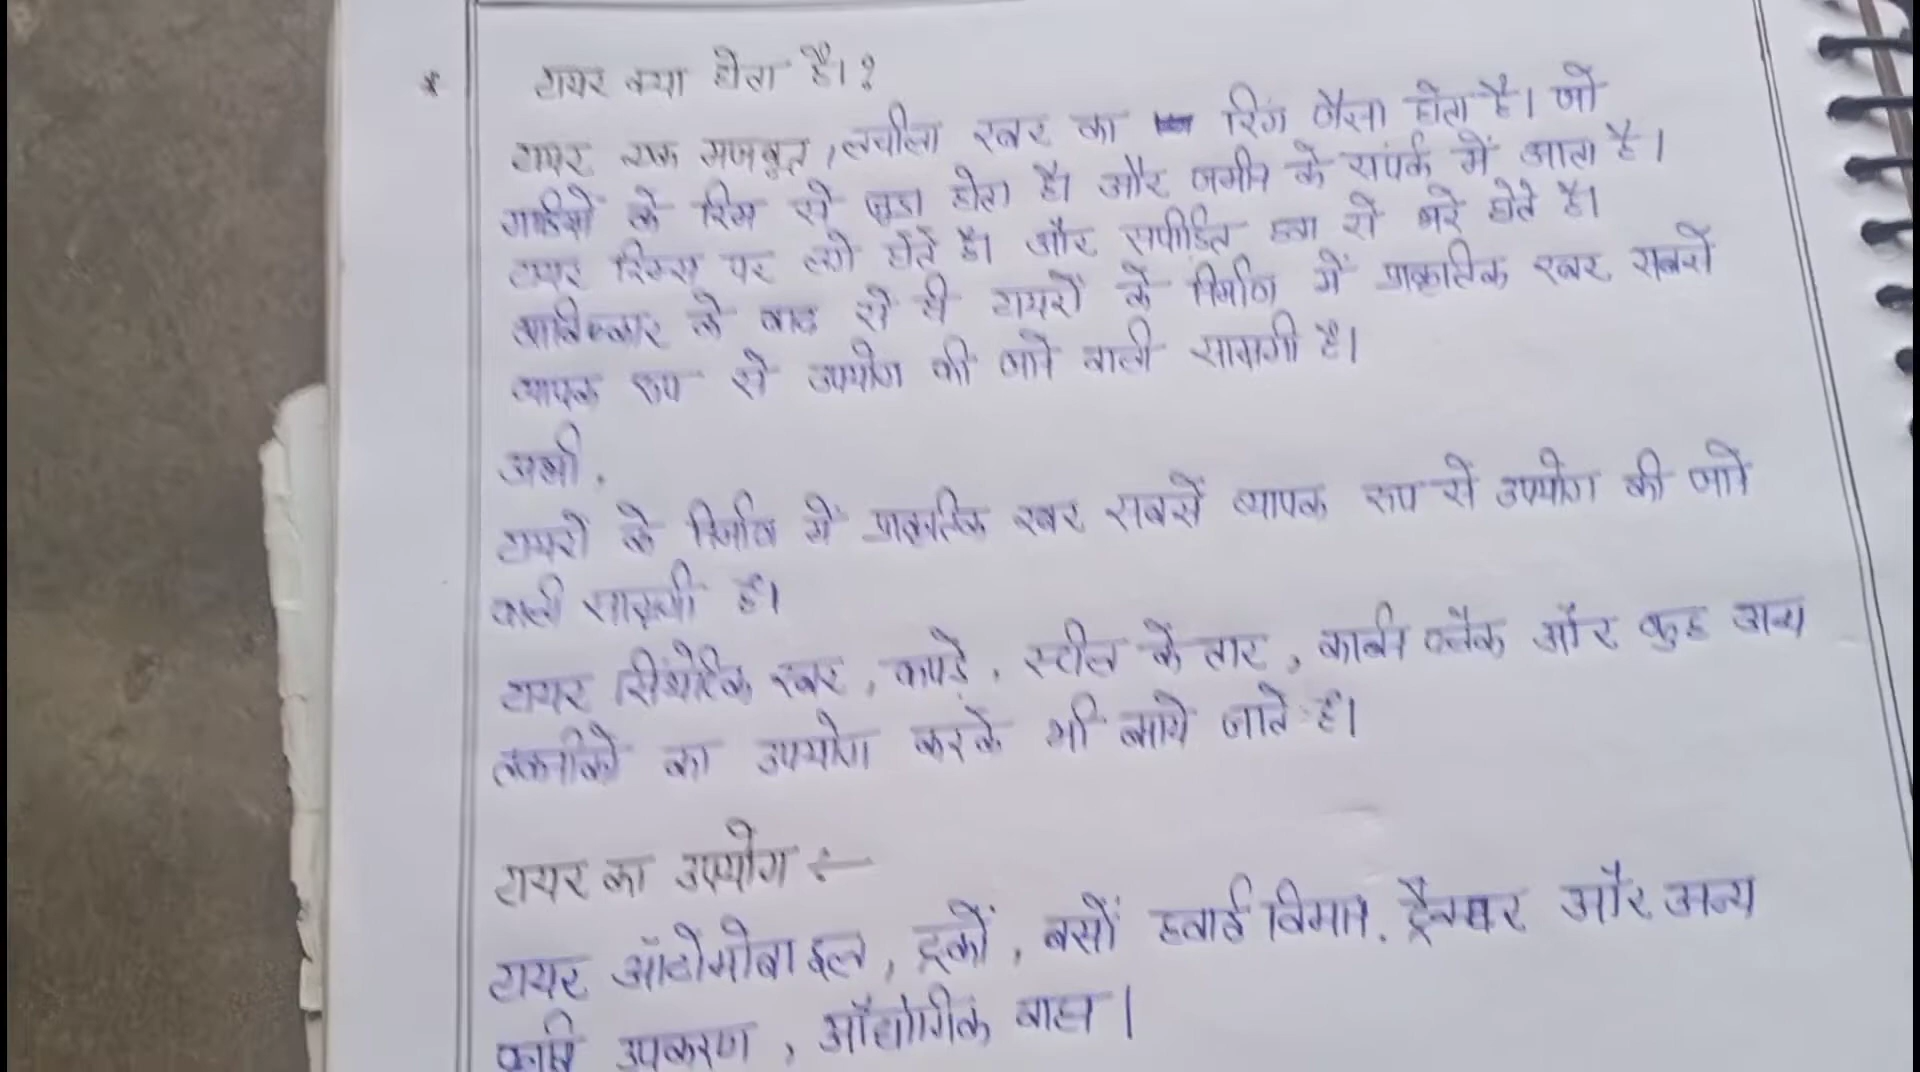 * टायर क्या होता है।?
टायर एक मजबुत, लचीला रबर का रिंग जैसा होता है। जो
गाडियों के रिम से जुडा होता है। और जमीन के संपर्क में आता है।
टायर रिम्स पर लगे होते है। और संपीडित हवा से भरे होते है।
आविष्कार के बाद से ही टायरों के निर्माण में प्राकृतिक रबर सबसे
व्यापक रूप से उपयोग की जाने वाली सामग्री है।
अभी,
टायरों के निर्माण में प्राकृतिक रबर सबसें व्यापक रूप से उपयोग की जाने
वाली सामग्री है।
टायर सिंथेटिक रबर, कपडे, स्टील के तार, कार्बन ब्लैक और कुछ अन्य
तकनीकों का उपयोग करके भी बनाये जाते है।
टायर का उपयोग :-
टायर ऑटोमोबाइल, ट्रकों, बसों हवाई विमान, ट्रैक्टर और अन्य
कृषि उपकरण, औद्योगिक वाहन।